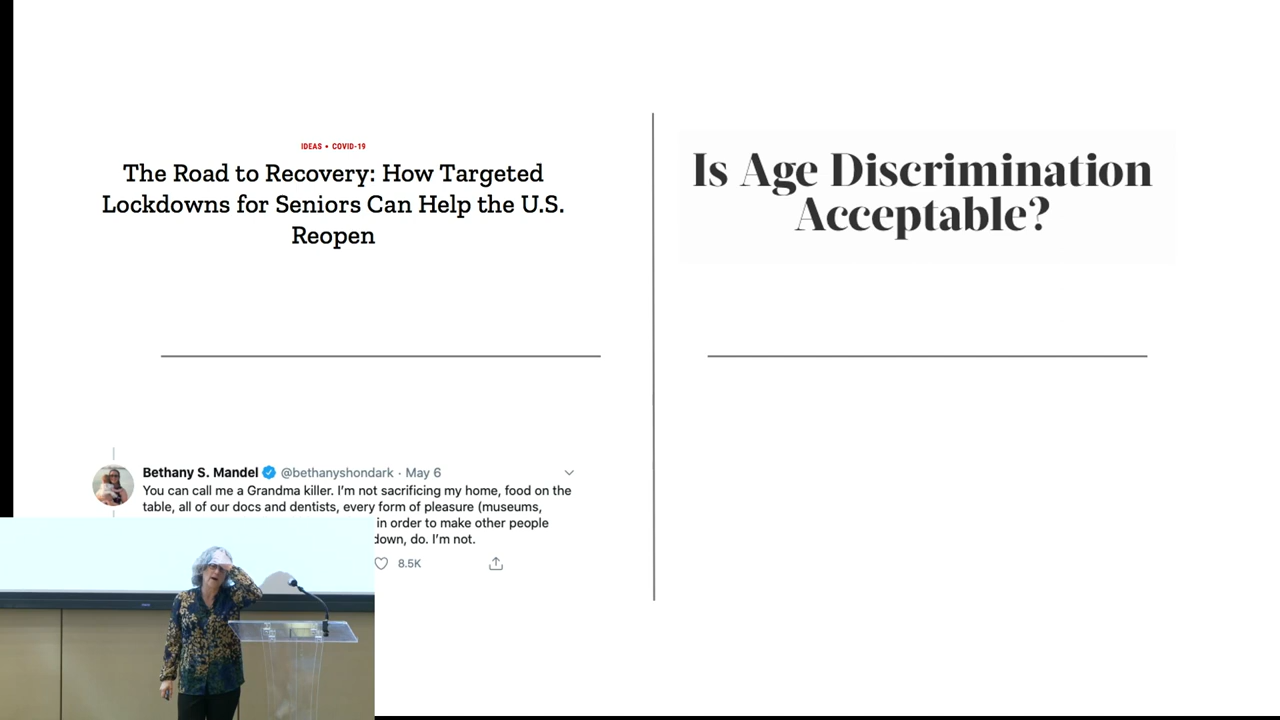 IDEAS • COVID-19
The Road to Recovery: How Targeted
Lockdowns for Seniors Can Help the U.S.
Reopen
Is Age Discrimination
Acceptable?
Bethany S. Mandel @bethanyshondark · May 6
You can call me a Grandma killer. I'm not sacrificing my home, food on the
table, all of our docs and dentists, every form of pleasure (museums,
in order to make other people
down, do. I'm not.
8.5K